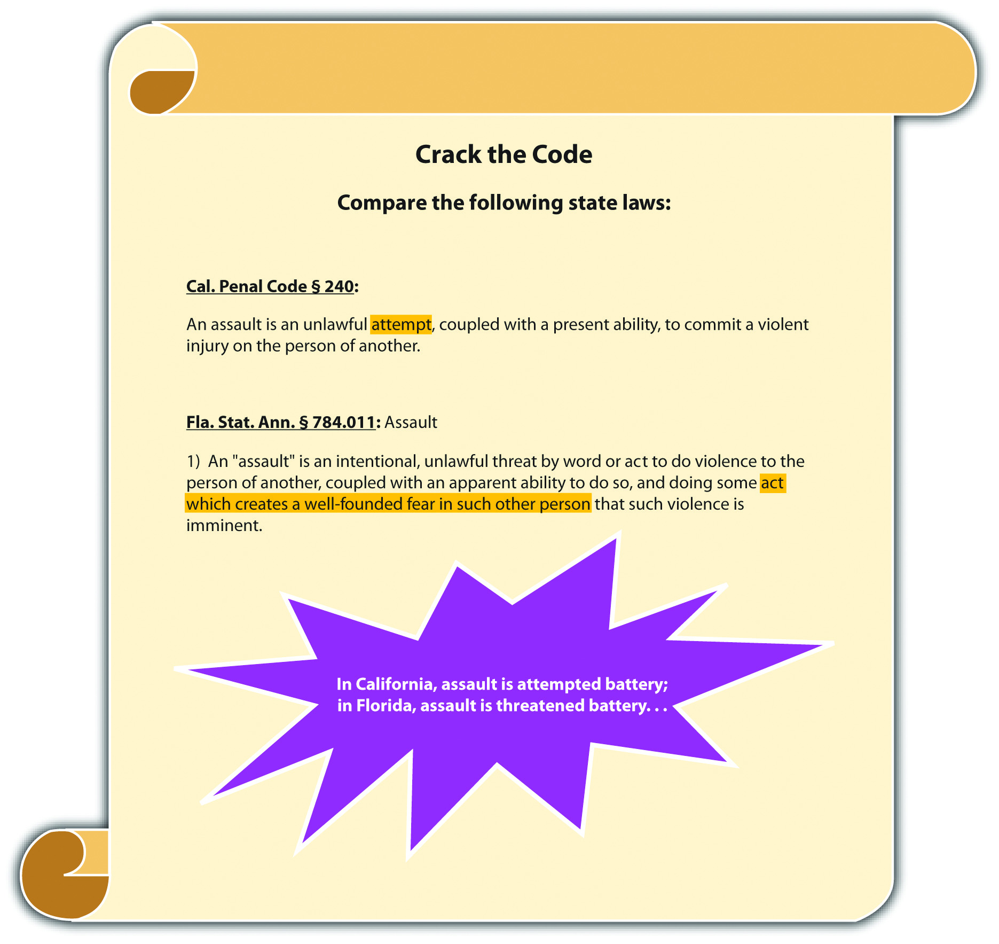 Crack the Code
Compare the following state laws:
Cal. Penal Code § 240:
An assault is an unlawful attempt, coupled with a present ability, to commit a violent
injury on the person of another.
Fla. Stat. Ann. § 784.011: Assault
1)  An "assault" is an intentional, unlawful threat by word or act to do violence to the
person of another, coupled with an apparent ability to do so, and doing some act
which creates a well-founded fear in such other person that such violence is
imminent.
In California, assault is attempted battery;
in Florida, assault is threatened battery. . .